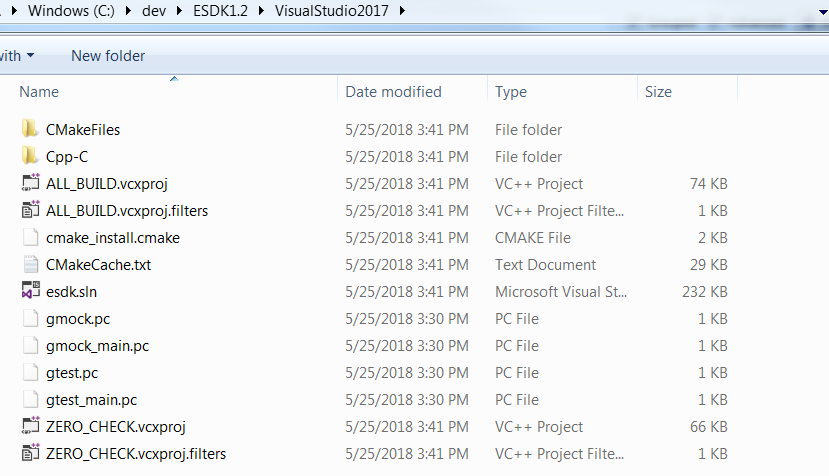 Windows (C:) dev ESDK1.2 VisualStudio2017
with New folder
Name Date modified Type Size
CMakeFiles 5/25/2018 3:41 PM File folder
Cpp-C 5/25/2018 3:41 PM File folder
ALL_BUILD.vcxproj 5/25/2018 3:41 PM VC++ Project 74 KB
ALL_BUILD.vcxproj.filters 5/25/2018 3:41 PM VC++ Project Filte... 1 KB
cmake_install.cmake 5/25/2018 3:41 PM CMAKE File 2 KB
CMakeCache.txt 5/25/2018 3:41 PM Text Document 29 KB
esdk.sln 5/25/2018 3:41 PM Microsoft Visual St... 232 KB
gmock.pc 5/25/2018 3:30 PM PC File 1 KB
gmock_main.pc 5/25/2018 3:30 PM PC File 1 KB
gtest.pc 5/25/2018 3:30 PM PC File 1 KB
gtest_main.pc 5/25/2018 3:30 PM PC File 1 KB
ZERO_CHECK.vcxproj 5/25/2018 3:41 PM VC++ Project 66 KB
ZERO_CHECK.vcxproj.filters 5/25/2018 3:41 PM VC++ Project Filte... 1 KB